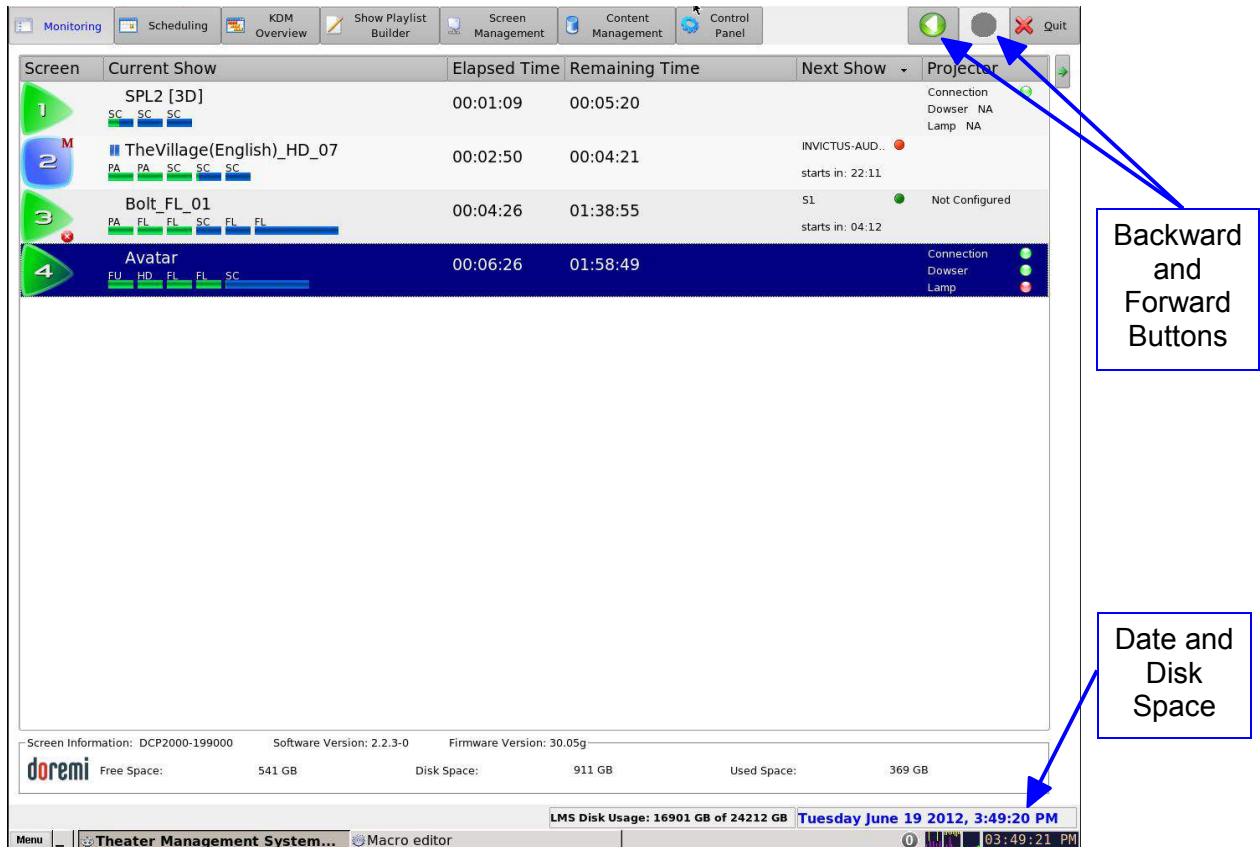 Monitoring Scheduling KDM Overview Show Playlist Builder Screen Management Content Management Control Panel Quit
Screen Current Show Elapsed Time Remaining Time Next Show Projector
1 SPL2 [3D] 00:01:09 00:05:20 Connection
SC SC SC Dowser NA
Lamp NA
2 M TheVillage(English)_HD_07 00:02:50 00:04:21 INVICTUS-AUD..
PA PA SC SC SC starts in: 22:11
3 Bolt_FL_01 00:04:26 01:38:55 S1 Not Configured
PA FL FL SC FL FL starts in: 04:12
4 Avatar 00:06:26 01:58:49 Connection
FU HD FL FL SC Dowser
Lamp
Backward
and
Forward
Buttons
Date and
Disk
Space
Screen Information: DCP2000-199000 Software Version: 2.2.3-0 Firmware Version: 30.05g
doremi Free Space: 541 GB Disk Space: 911 GB Used Space: 369 GB
LMS Disk Usage: 16901 GB of 24212 GB Tuesday June 19 2012, 3:49:20 PM
Menu _ Theater Management System... Macro editor 0 03:49:21 PM